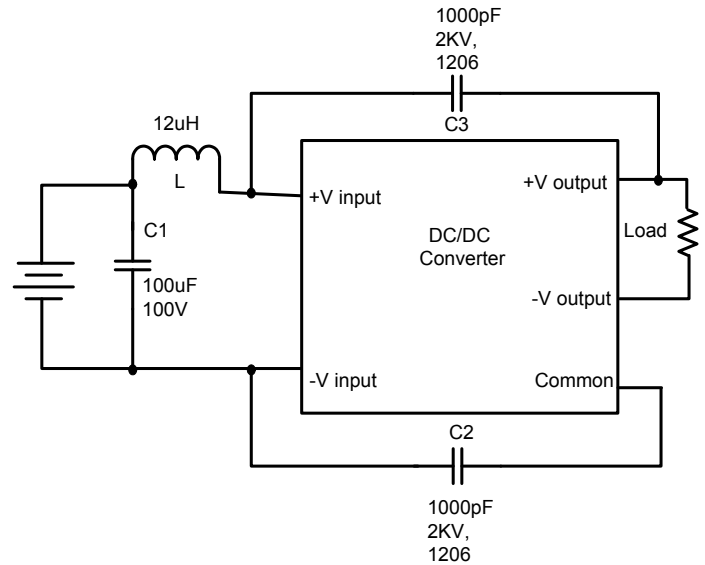 1000pF
2KV,
1206
C3
12uH
L
+V input
+V output
C1
DC/DC
Converter
Load
100uF
100V
-V output
-V input
Common
C2
1000pF
2KV,
1206